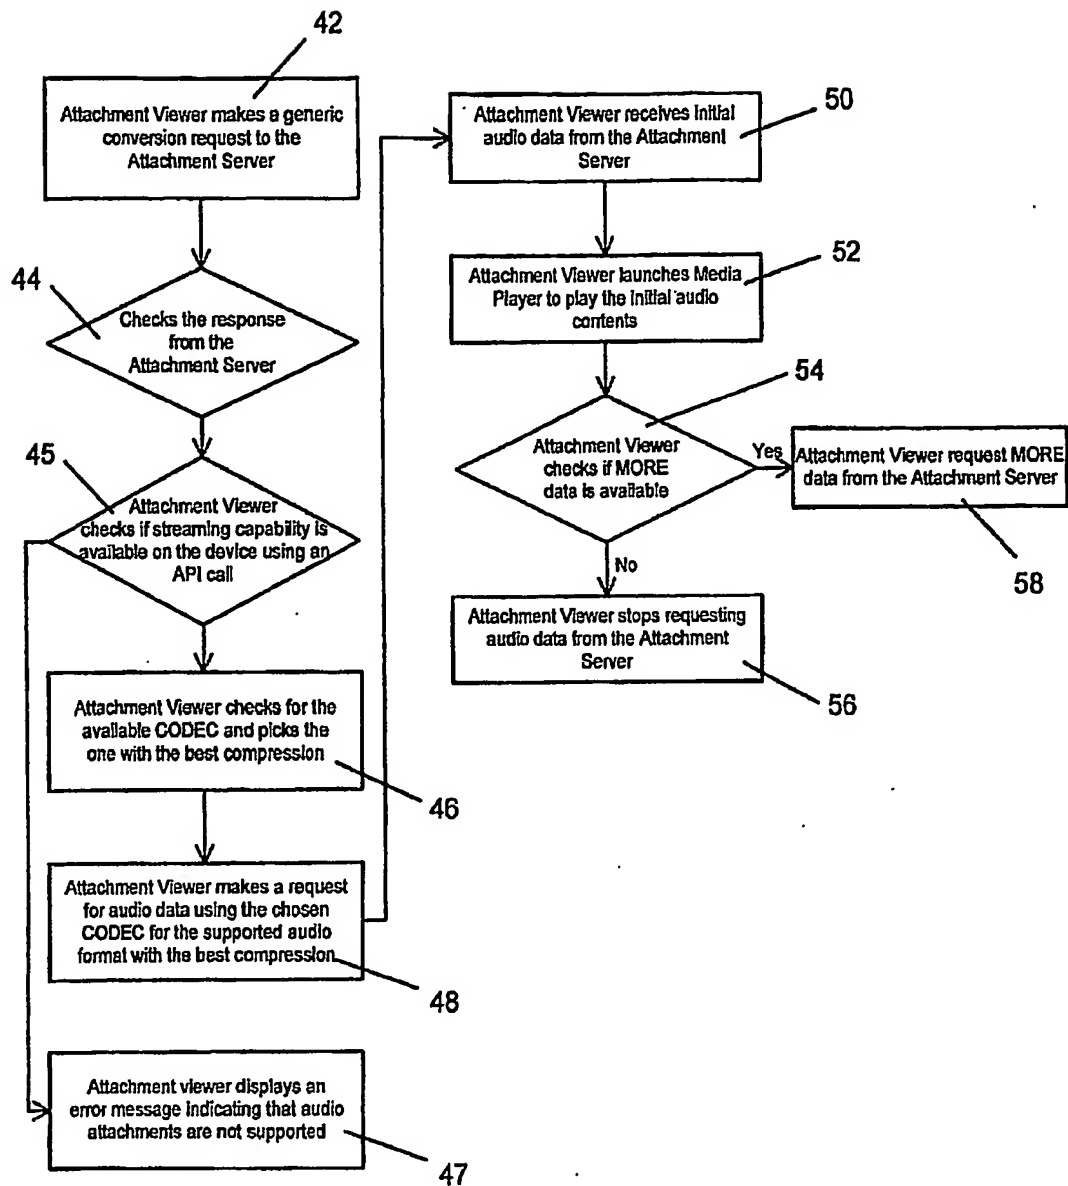 42
Attachment Viewer makes a generic
conversion request to the
Attachment Server
44
Checks the response
from the
Attachment Server
45
Attachment Viewer
checks if streaming capability is
available on the device using an
API call
Attachment Viewer checks for the
available CODEC and picks the
one with the best compression
46
Attachment Viewer makes a request
for audio data using the chosen
CODEC for the supported audio
format with the best compression
48
Attachment viewer displays an
error message indicating that audio
attachments are not supported
47
50
Attachment Viewer receives initial
audio data from the Attachment
Server
52
Attachment Viewer launches Media
Player to play the initial audio
contents
54
Attachment Viewer
checks if MORE
data is available
Yes
Attachment Viewer request MORE
data from the Attachment Server
58
No
Attachment Viewer stops requesting
audio data from the Attachment
Server
56